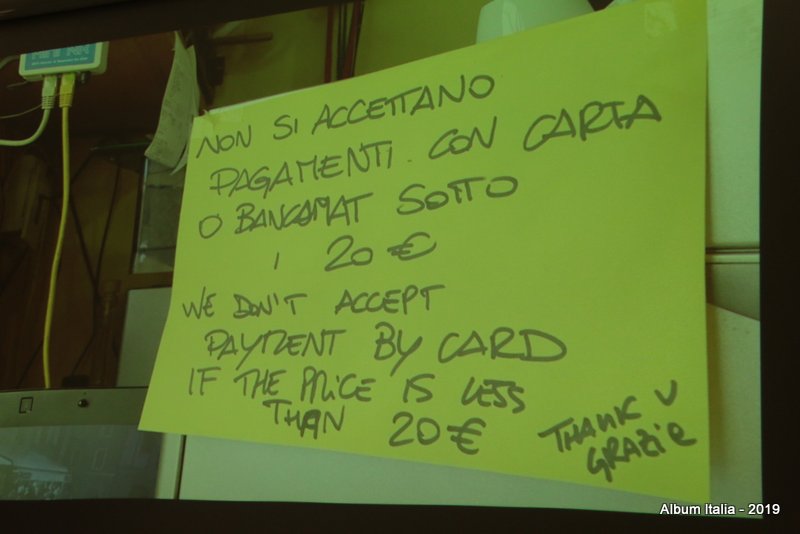 NON SI ACCETTANO
PAGAMENTI CON CARTA
O BANCAMAT SOTTO
I 20 €
WE DON'T ACCEPT
PAYMENT BY CARD
IF THE PRICE IS LESS
THAN 20 €
THANK U
GRAZIE
Album Italia - 2019